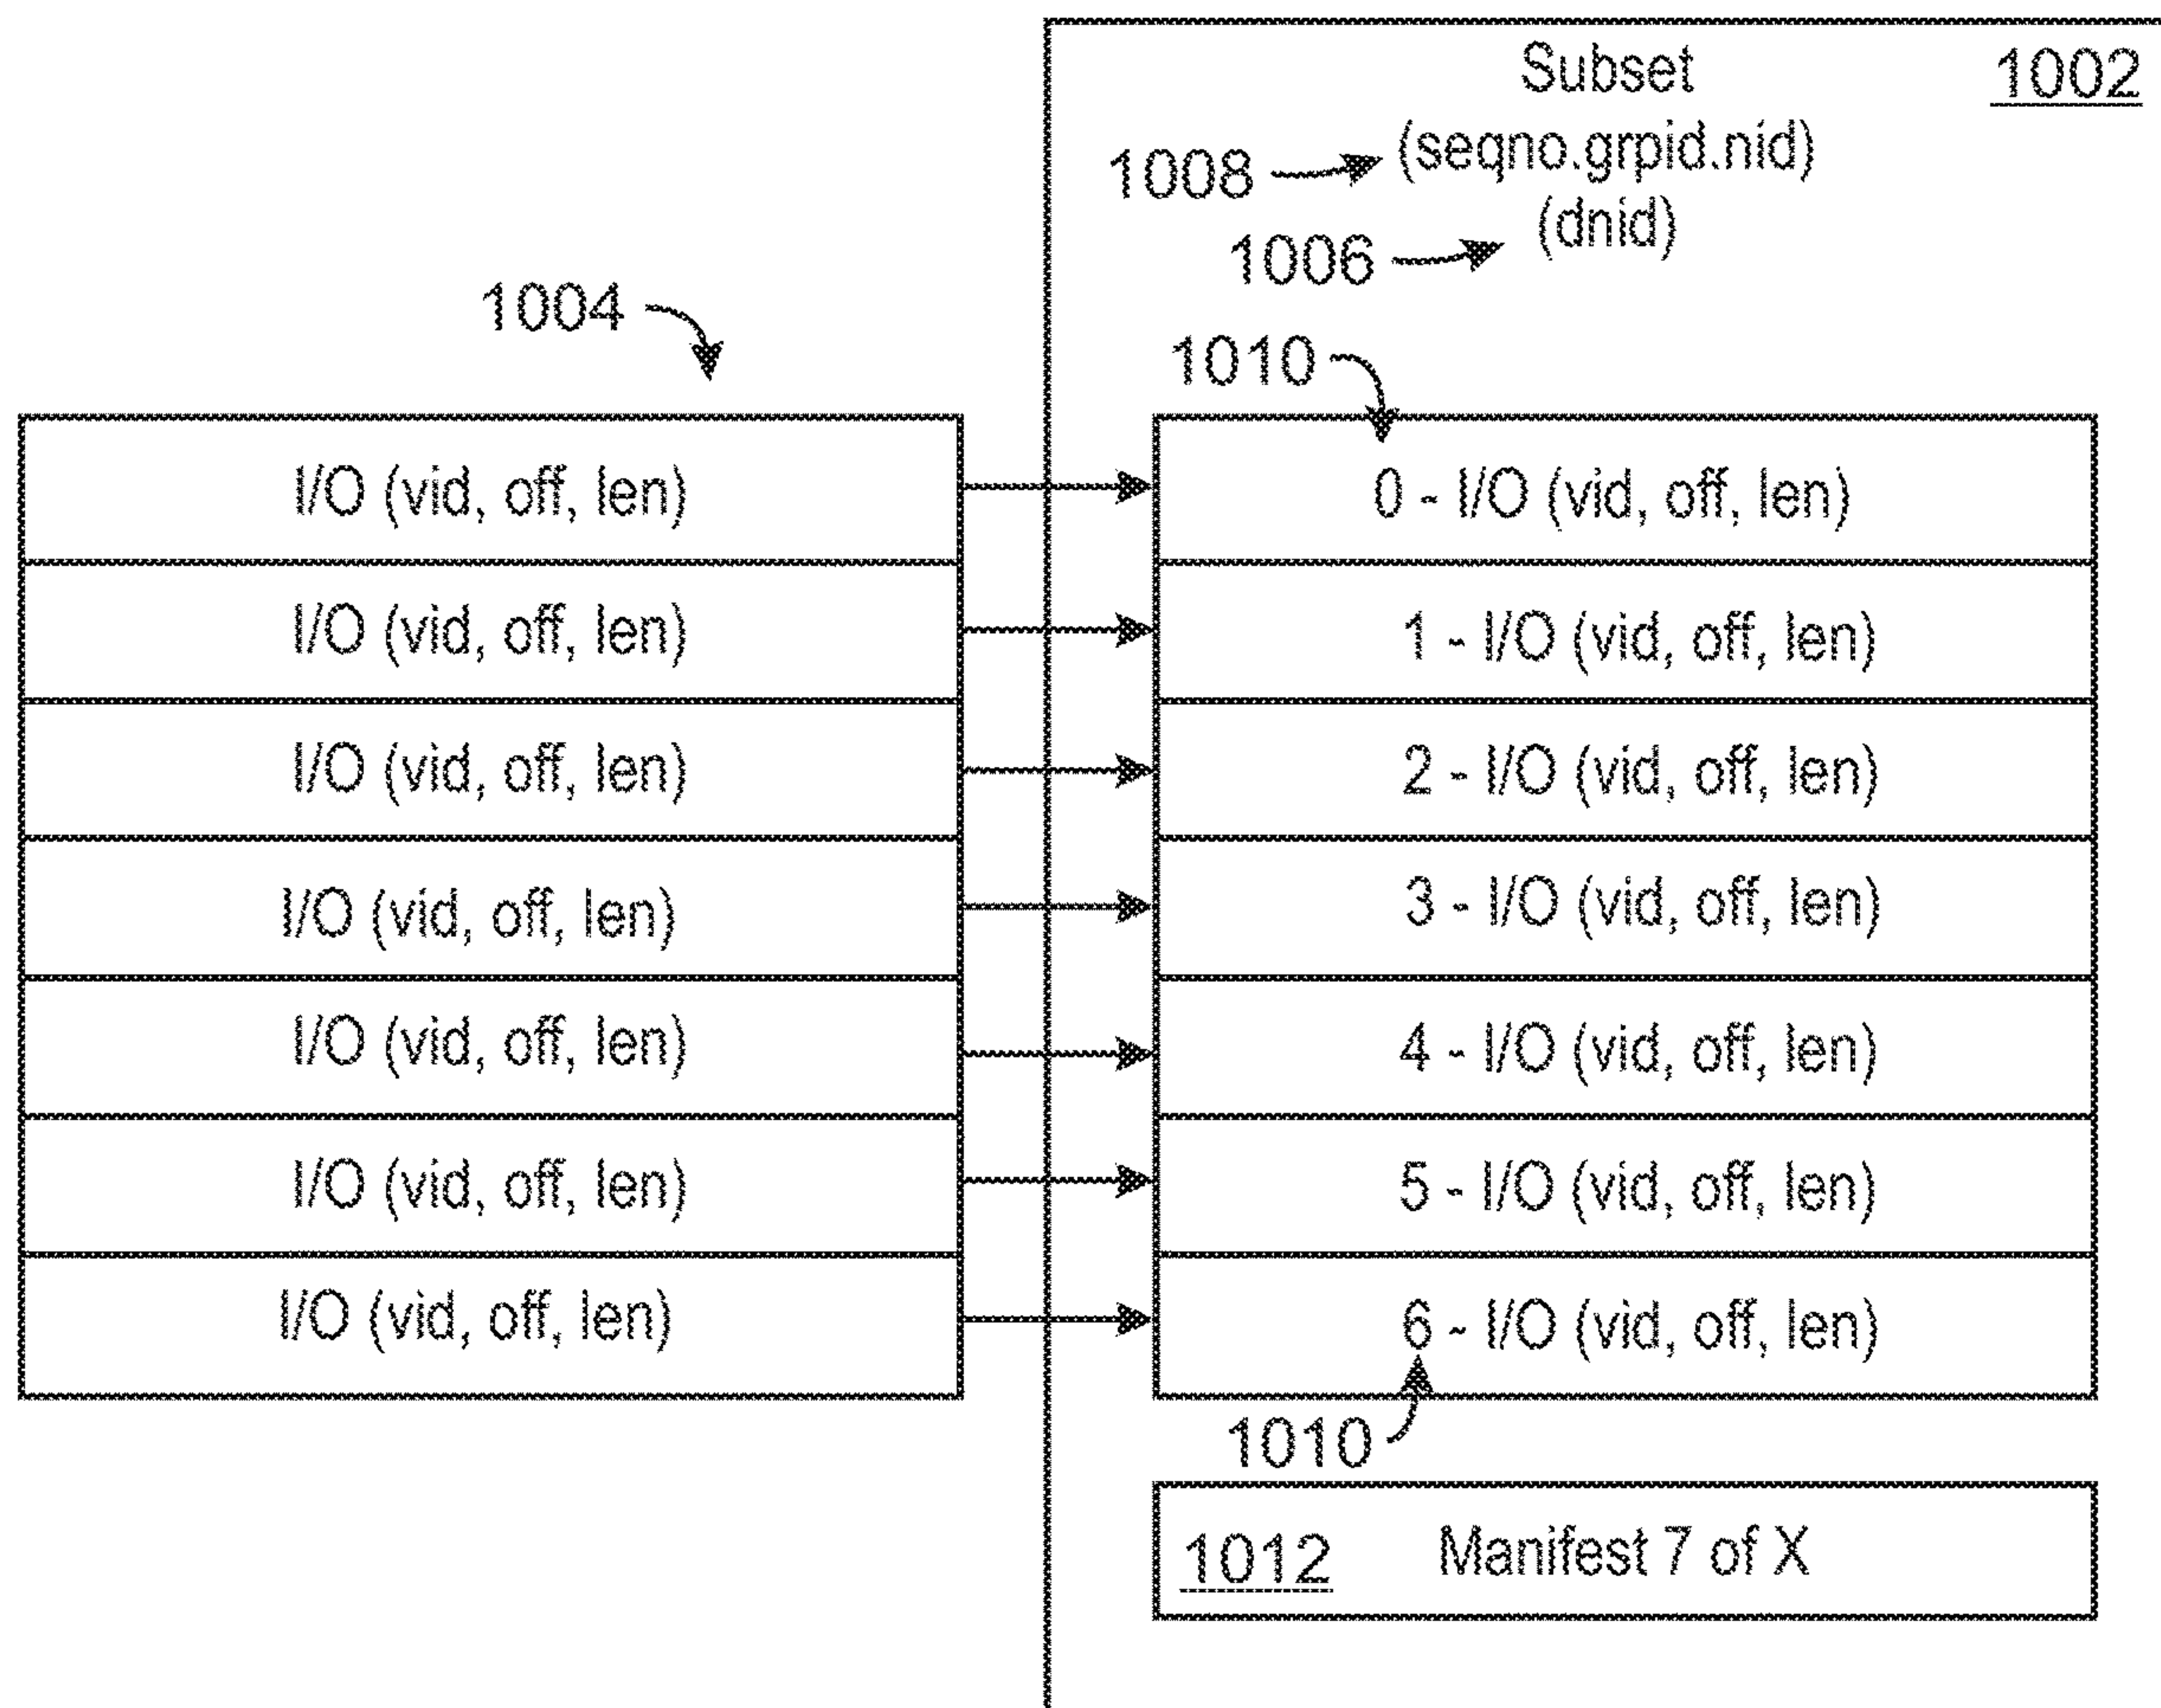 Subset 1002
1008 (seqno.grpid.nid)
1006 (dnid)
1004
1010
I/O (vid, off, len) 0 - I/O (vid, off, len)
I/O (vid, off, len) 1 - I/O (vid, off, len)
I/O (vid, off, len) 2 - I/O (vid, off, len)
I/O (vid, off, len) 3 - I/O (vid, off, len)
I/O (vid, off, len) 4 - I/O (vid, off, len)
I/O (vid, off, len) 5 - I/O (vid, off, len)
I/O (vid, off, len) 6 - I/O (vid, off, len)
1010
1012 Manifest 7 of X